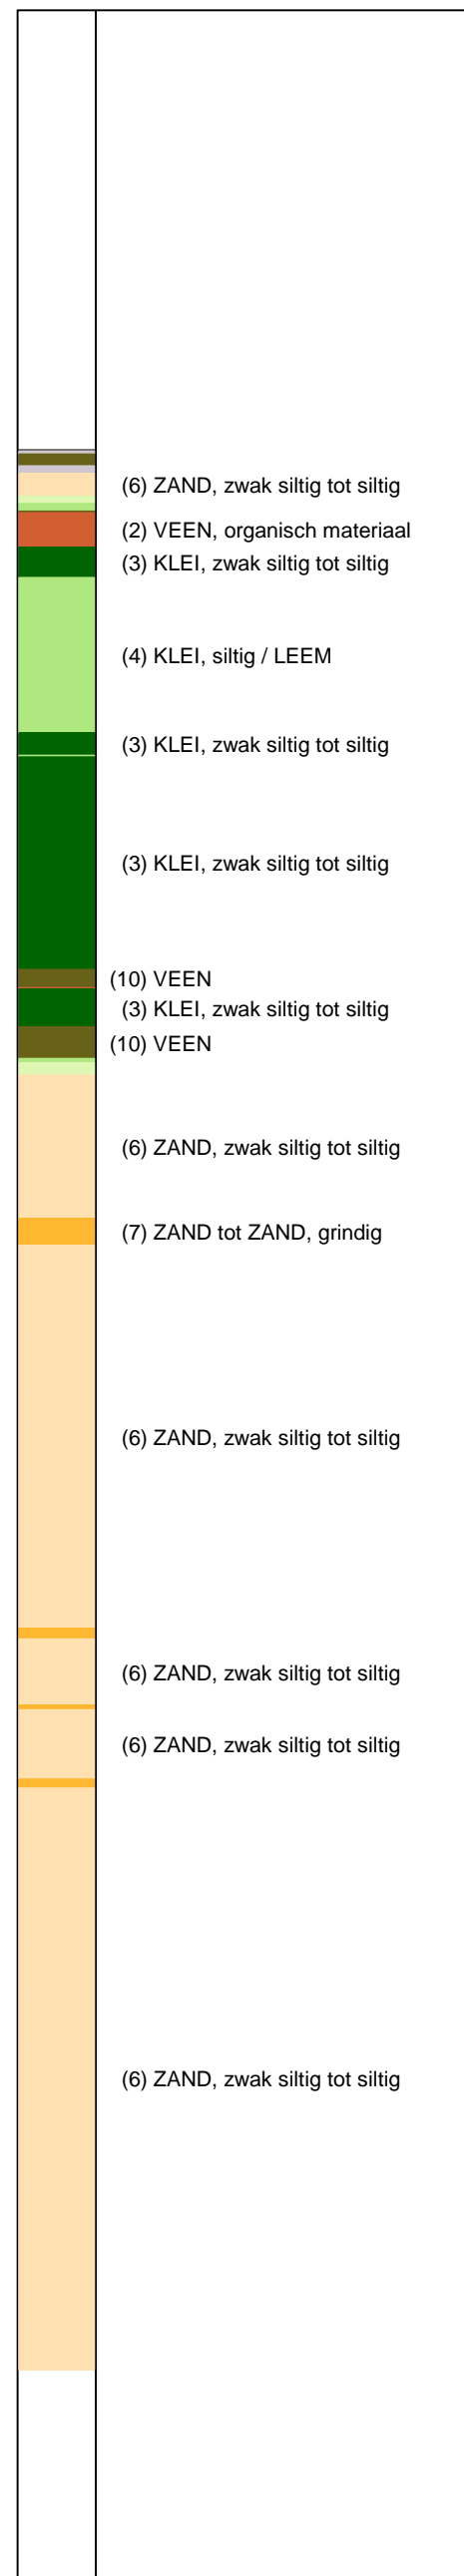 (6) ZAND, zwak siltig tot siltig
(2) VEEN, organisch materiaal
(3) KLEI, zwak siltig tot siltig
(4) KLEI, siltig / LEEM
(3) KLEI, zwak siltig tot siltig
(3) KLEI, zwak siltig tot siltig
(10) VEEN
(3) KLEI, zwak siltig tot siltig
(10) VEEN
(6) ZAND, zwak siltig tot siltig
(7) ZAND tot ZAND, grindig
(6) ZAND, zwak siltig tot siltig
(6) ZAND, zwak siltig tot siltig
(6) ZAND, zwak siltig tot siltig
(6) ZAND, zwak siltig tot siltig